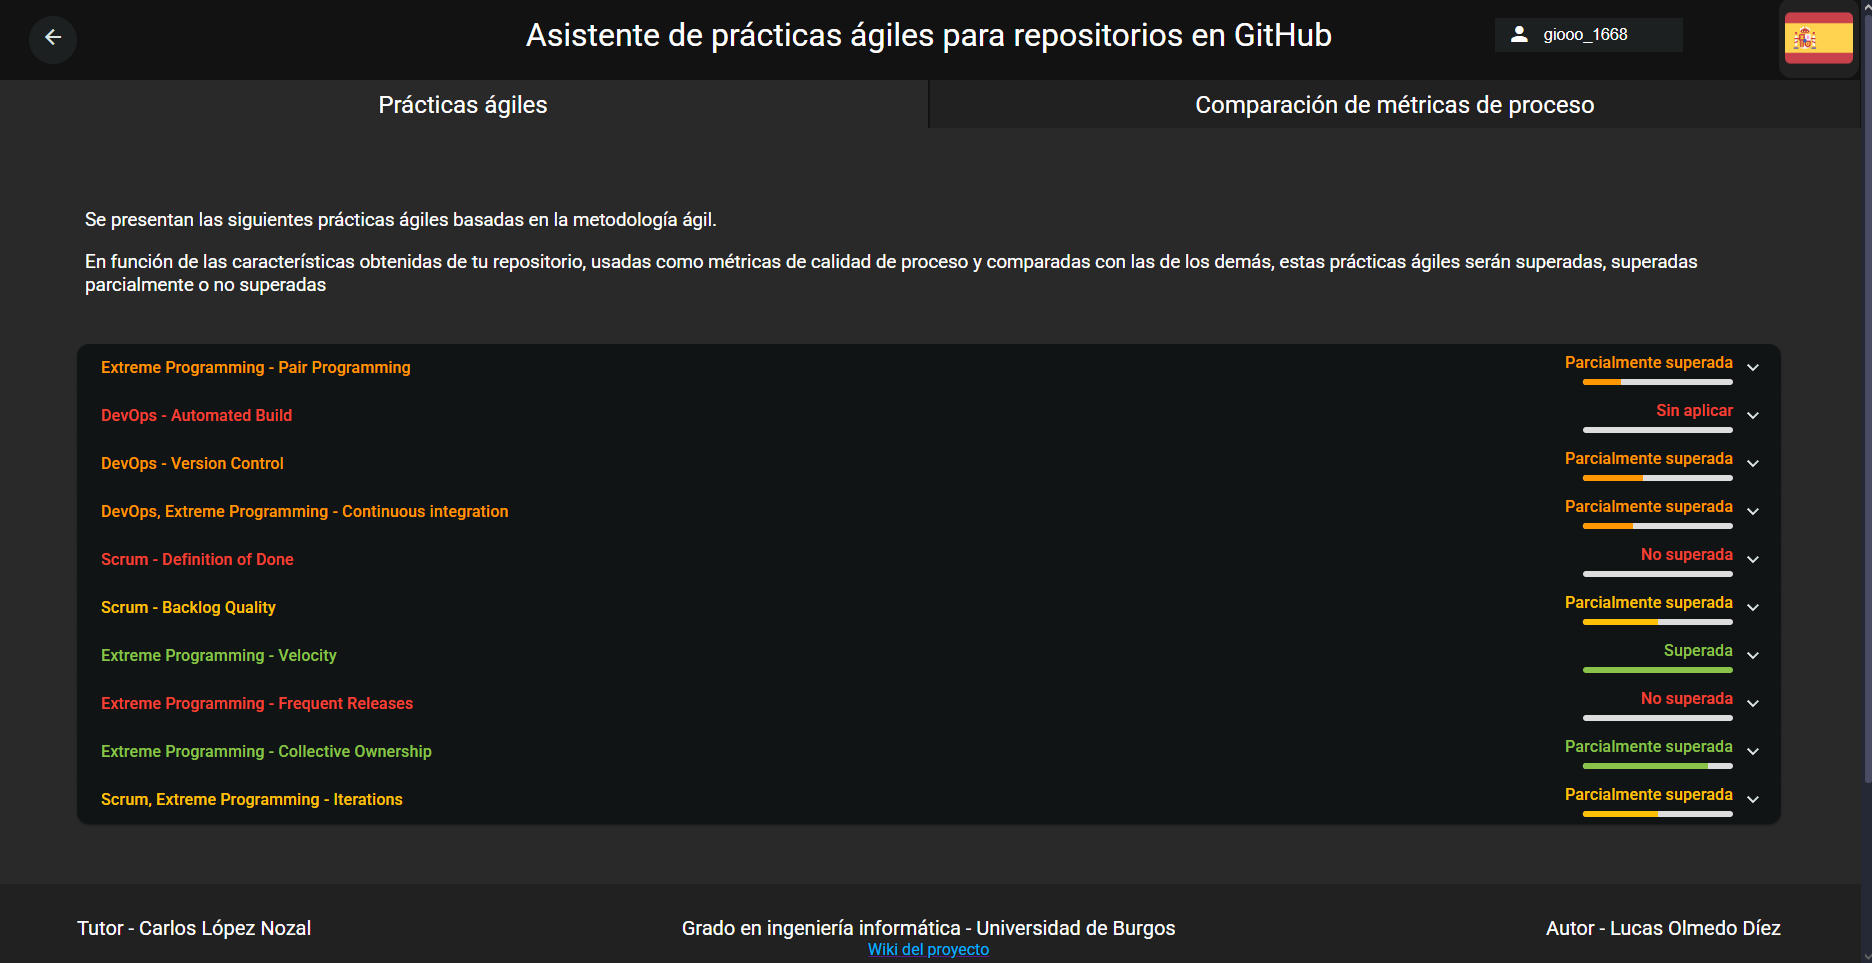 Asistente de prácticas ágiles para repositorios en GitHub
giooo_1668
Prácticas ágiles
Comparación de métricas de proceso
Se presentan las siguientes prácticas ágiles basadas en la metodología ágil.
En función de las características obtenidas de tu repositorio, usadas como métricas de calidad de proceso y comparadas con las de los demás, estas prácticas ágiles serán superadas, superadas
parcialmente o no superadas
Extreme Programming - Pair Programming
Parcialmente superada
DevOps - Automated Build
Sin aplicar
DevOps - Version Control
Parcialmente superada
DevOps, Extreme Programming - Continuous integration
Parcialmente superada
Scrum - Definition of Done
No superada
Scrum - Backlog Quality
Parcialmente superada
Extreme Programming - Velocity
Superada
Extreme Programming - Frequent Releases
No superada
Extreme Programming - Collective Ownership
Parcialmente superada
Scrum, Extreme Programming - Iterations
Parcialmente superada
Tutor - Carlos López Nozal
Grado en ingeniería informática - Universidad de Burgos
Wiki del proyecto
Autor - Lucas Olmedo Díez